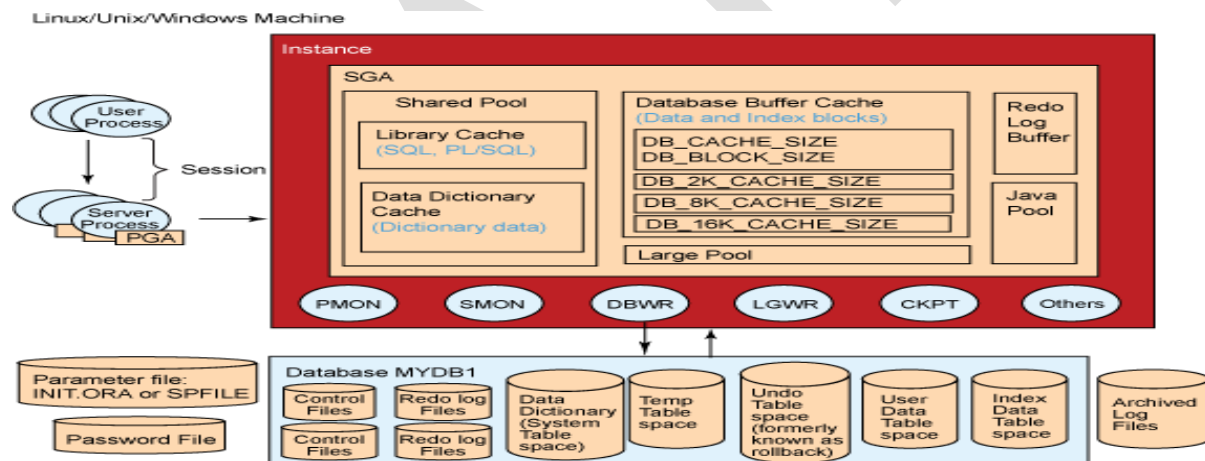 Linux/Unix/Windows Machine
Instance
SGA
User
Process
Session
Server
Process
PGA
Shared Pool
Library Cache
(SQL, PL/SQL)
Data Dictionary
Cache
(Dictionary data)
Database Buffer Cache
(Data and Index blocks)
DB_CACHE_SIZE
DB_BLOCK_SIZE
DB_2K_CACHE_SIZE
DB_8K_CACHE_SIZE
DB_16K_CACHE_SIZE
Large Pool
Redo
Log
Buffer
Java
Pool
PMON
SMON
DBWR
LGWR
CKPT
Others
Parameter file:
INIT.ORA or SPFILE
Password File
Database MYDB1
Control
Files
Redo log
Files
Control
Files
Redo log
Files
Data
Dictionary
(System
Table
space)
Temp
Table
space
Undo
Table
space
(formerly
known as
rollback)
User
Data
Table
space
Index
Data
Table
space
Archived
Log
Files